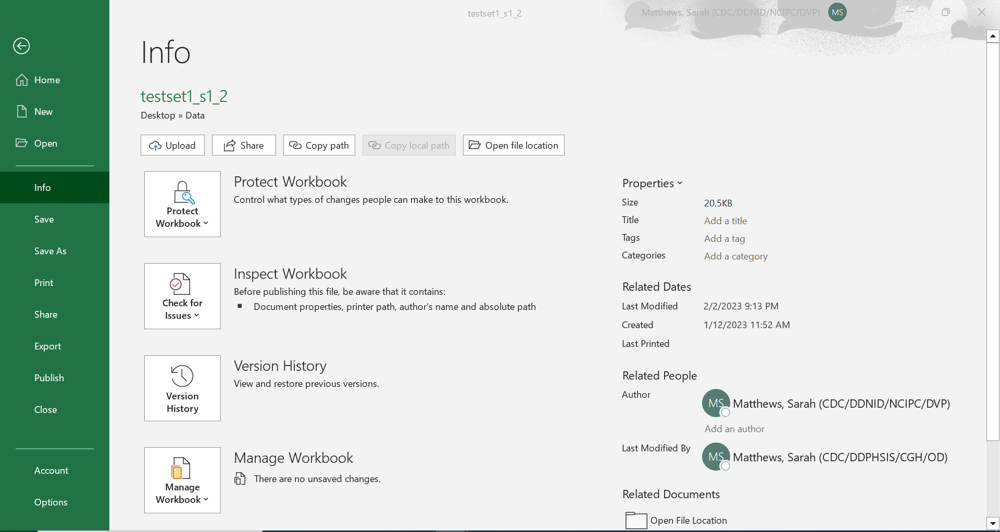 testset1_s1_2
Matthews, Sarah (CDC/DDNID/NCIPC/DVP)
MS
?
Info
Home
New
Open
Info
Save
Save As
Print
Share
Export
Publish
Close
Account
Options
testset1_s1_2
Desktop » Data
Upload
Share
Copy path
Copy local path
Open file location
Protect
Workbook
Protect Workbook
Control what types of changes people can make to this workbook.
Check for
Issues
Inspect Workbook
Before publishing this file, be aware that it contains:
▪ Document properties, printer path, author's name and absolute path
Version
History
Version History
View and restore previous versions.
Manage
Workbook
Manage Workbook
There are no unsaved changes.
Properties
Size 20.5KB
Title Add a title
Tags Add a tag
Categories Add a category
Related Dates
Last Modified 2/2/2023 9:13 PM
Created 1/12/2023 11:52 AM
Last Printed
Related People
Author
MS Matthews, Sarah (CDC/DDNID/NCIPC/DVP)
Add an author
Last Modified By
MS Matthews, Sarah (CDC/DDPHSIS/CGH/OD)
Related Documents
Open File Location